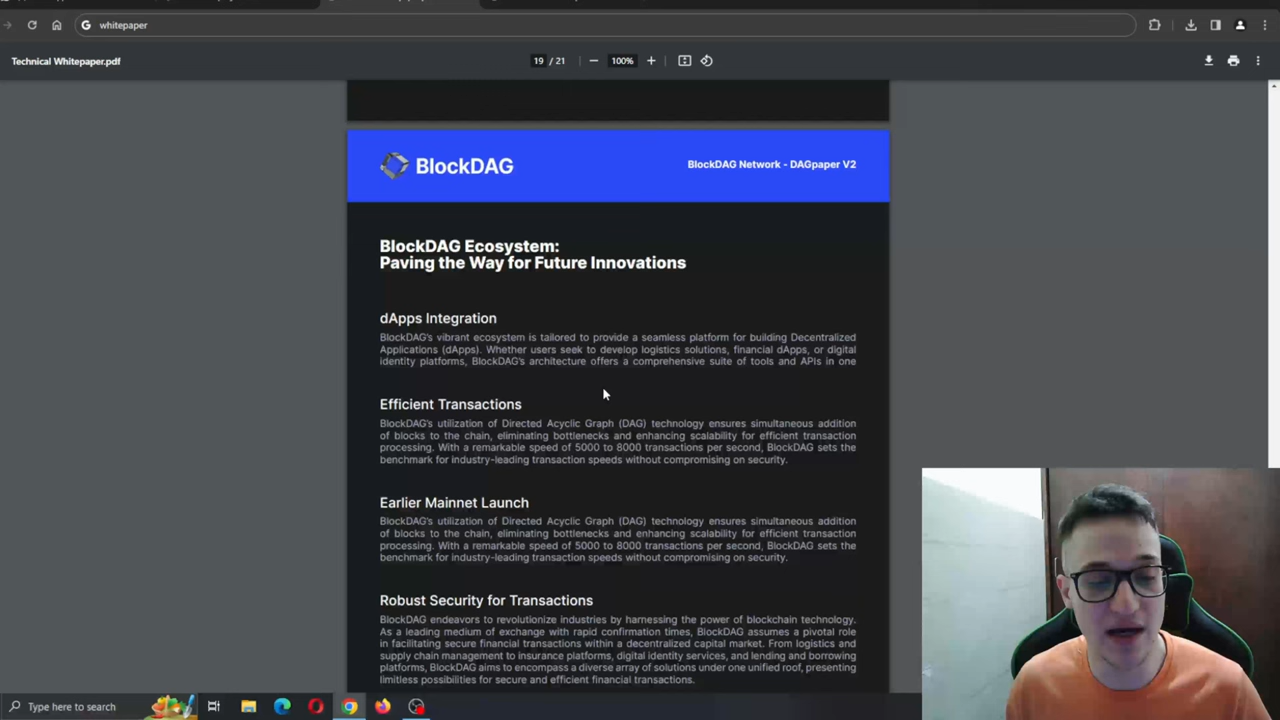 whitepaper
Technical Whitepaper.pdf
19 / 21
100%
BlockDAG
BlockDAG Network - DAGpaper V2
BlockDAG Ecosystem:
Paving the Way for Future Innovations
dApps Integration
BlockDAG's vibrant ecosystem is tailored to provide a seamless platform for building Decentralized
Applications (dApps). Whether users seek to develop logistics solutions, financial dApps, or digital
identity platforms, BlockDAG's architecture offers a comprehensive suite of tools and APIs in one
Efficient Transactions
BlockDAG's utilization of Directed Acyclic Graph (DAG) technology ensures simultaneous addition
of blocks to the chain, eliminating bottlenecks and enhancing scalability for efficient transaction
processing. With a remarkable speed of 5000 to 8000 transactions per second, BlockDAG sets the
benchmark for industry-leading transaction speeds without compromising on security.
Earlier Mainnet Launch
BlockDAG's utilization of Directed Acyclic Graph (DAG) technology ensures simultaneous addition
of blocks to the chain, eliminating bottlenecks and enhancing scalability for efficient transaction
processing. With a remarkable speed of 5000 to 8000 transactions per second, BlockDAG sets the
benchmark for industry-leading transaction speeds without compromising on security.
Robust Security for Transactions
BlockDAG endeavors to revolutionize industries by harnessing the power of blockchain technology.
As a leading medium of exchange with rapid confirmation times, BlockDAG assumes a pivotal role
in facilitating secure financial transactions within a decentralized capital market. From logistics and
supply chain management to insurance platforms, digital identity services, and lending and borrowing
platforms, BlockDAG aims to encompass a diverse array of solutions under one unified roof, presenting
limitless possibilities for secure and efficient financial transactions.
Type here to search